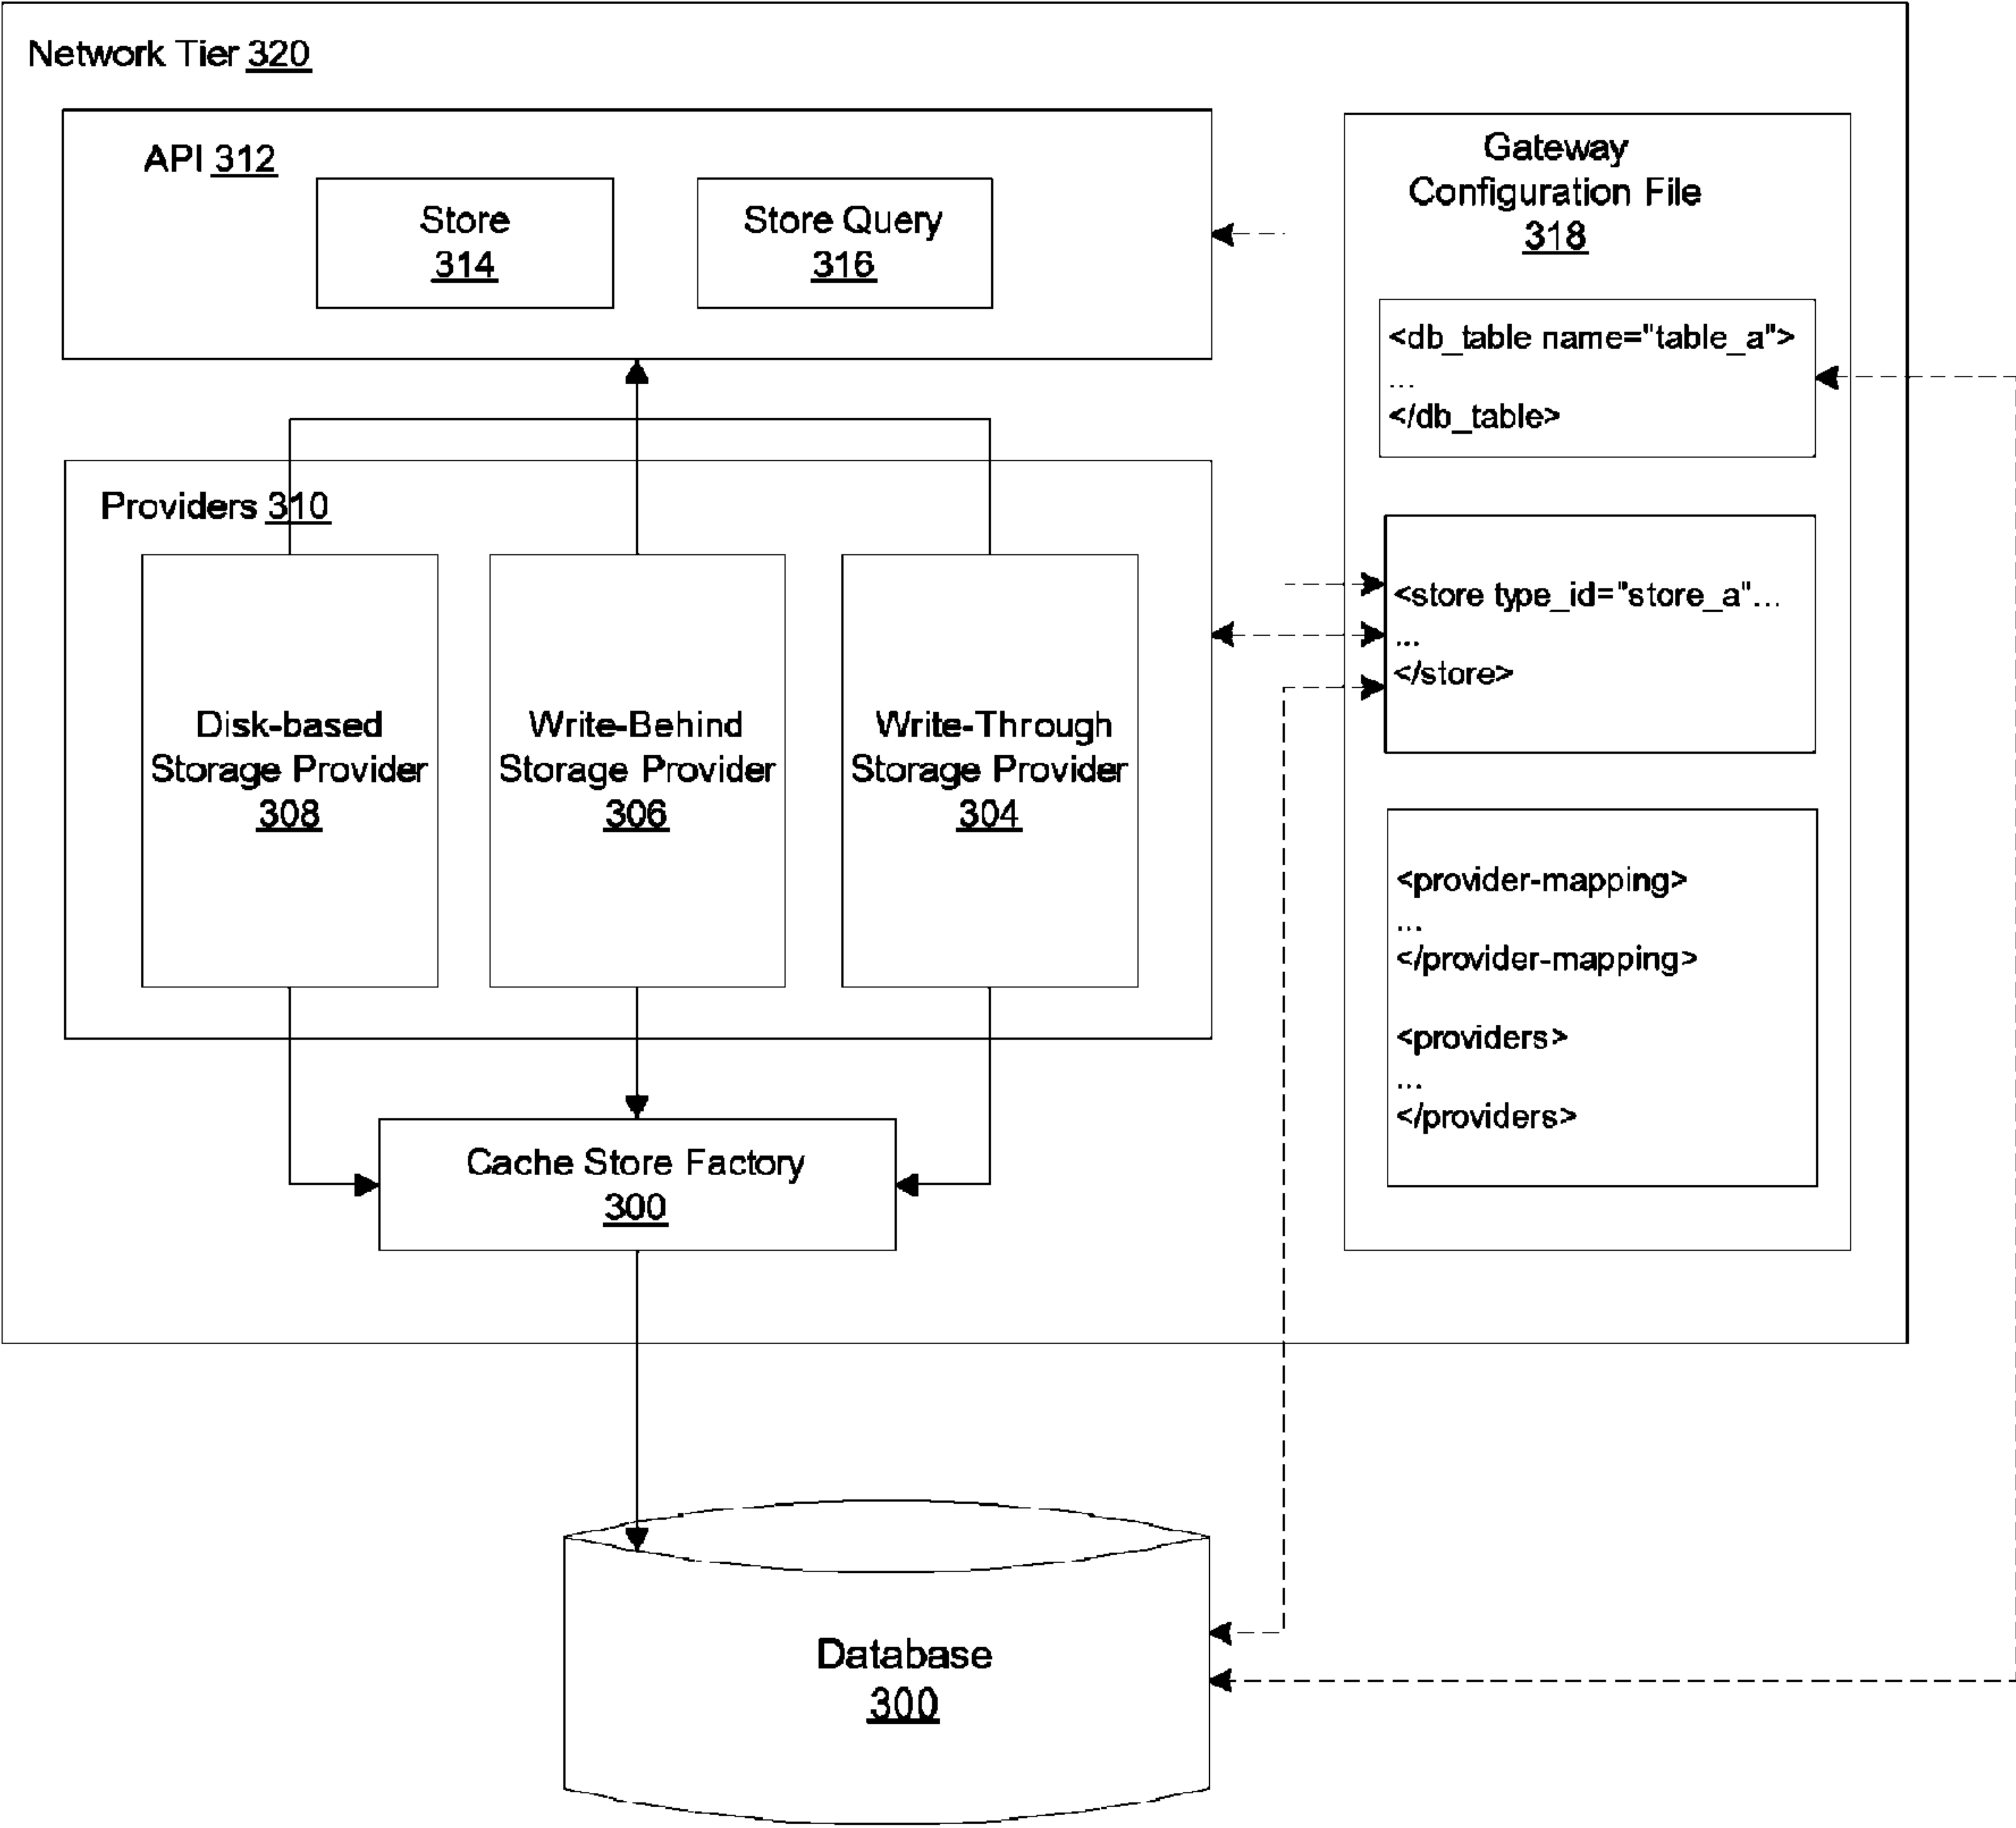 Network Tier 320
API 312
Store
314
Store Query
316
Providers 310
Disk-based
Storage Provider
308
Write-Behind
Storage Provider
306
Write-Through
Storage Provider
304
Cache Store Factory
300
Database
300
Gateway
Configuration File
318
<db_table name="table_a">
...
</db_table>
<store type_id="store_a"...
...
</store>
<provider-mapping>
...
</provider-mapping>
<providers>
...
</providers>